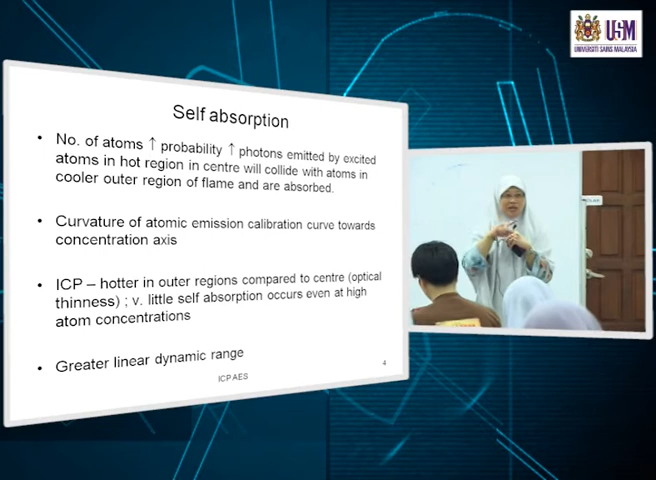 USM
UNIVERSITI SAINS MALAYSIA
Self absorption
• No. of atoms ↑ probability ↑ photons emitted by excited
atoms in hot region in centre will collide with atoms in
cooler outer region of flame and are absorbed.
• Curvature of atomic emission calibration curve towards
concentration axis
• ICP – hotter in outer regions compared to centre (optical
thinness) ; v. little self absorption occurs even at high
atom concentrations
• Greater linear dynamic range
4
ICPAES